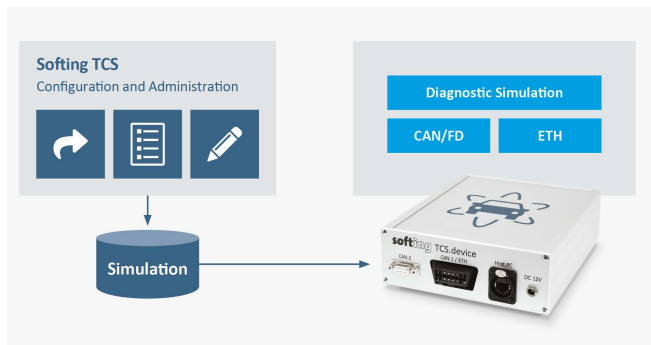 Softing TCS
Configuration and Administration
Simulation
Diagnostic Simulation
CAN/FD
ETH
softing TCS.device
CAN 2
CAN 1 / ETH
Host PC
DC 12V